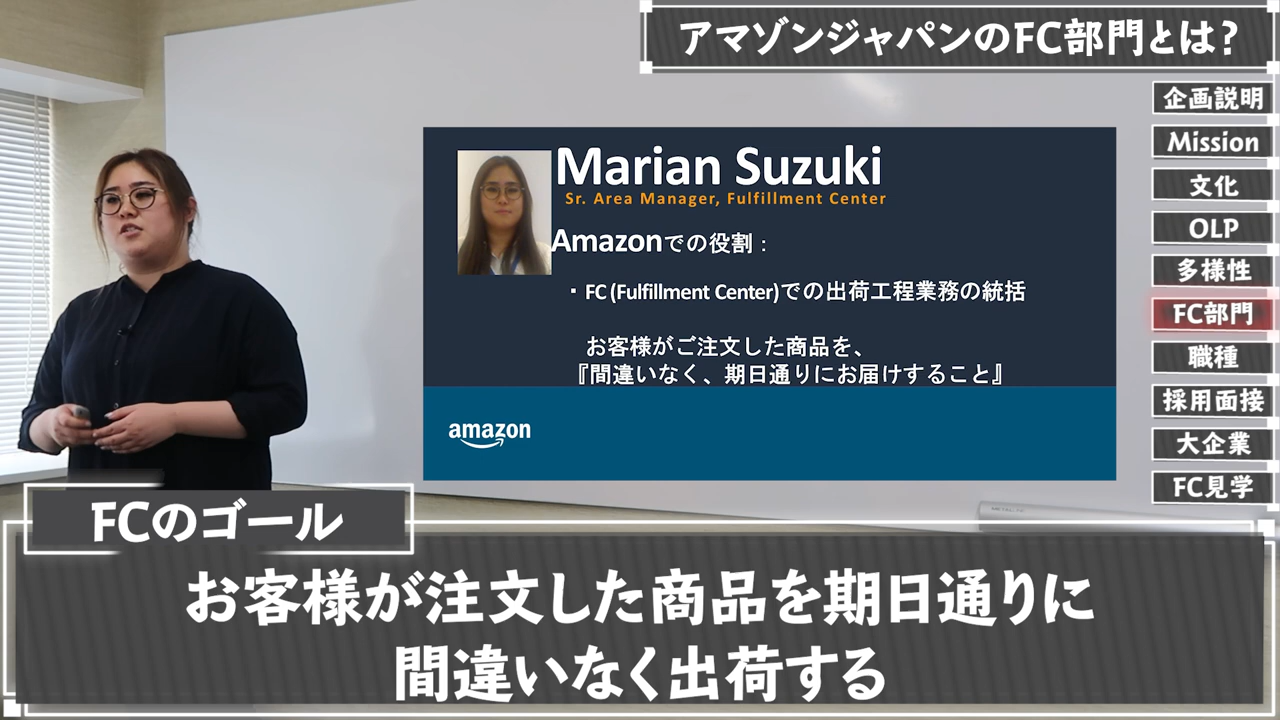 アマゾンジャパンのFC部門とは?
企画説明
Mission
文化
OLP
多様性
FC部門
職種
採用面接
大企業
FC見学
Marian Suzuki
Sr. Area Manager, Fulfillment Center
Amazonでの役割：
・FC (Fulfillment Center)での出荷工程業務の統括
お客様がご注文した商品を、
『間違いなく、期日通りにお届けすること』
amazon
FCのゴール
お客様が注文した商品を期日通りに
間違いなく出荷する